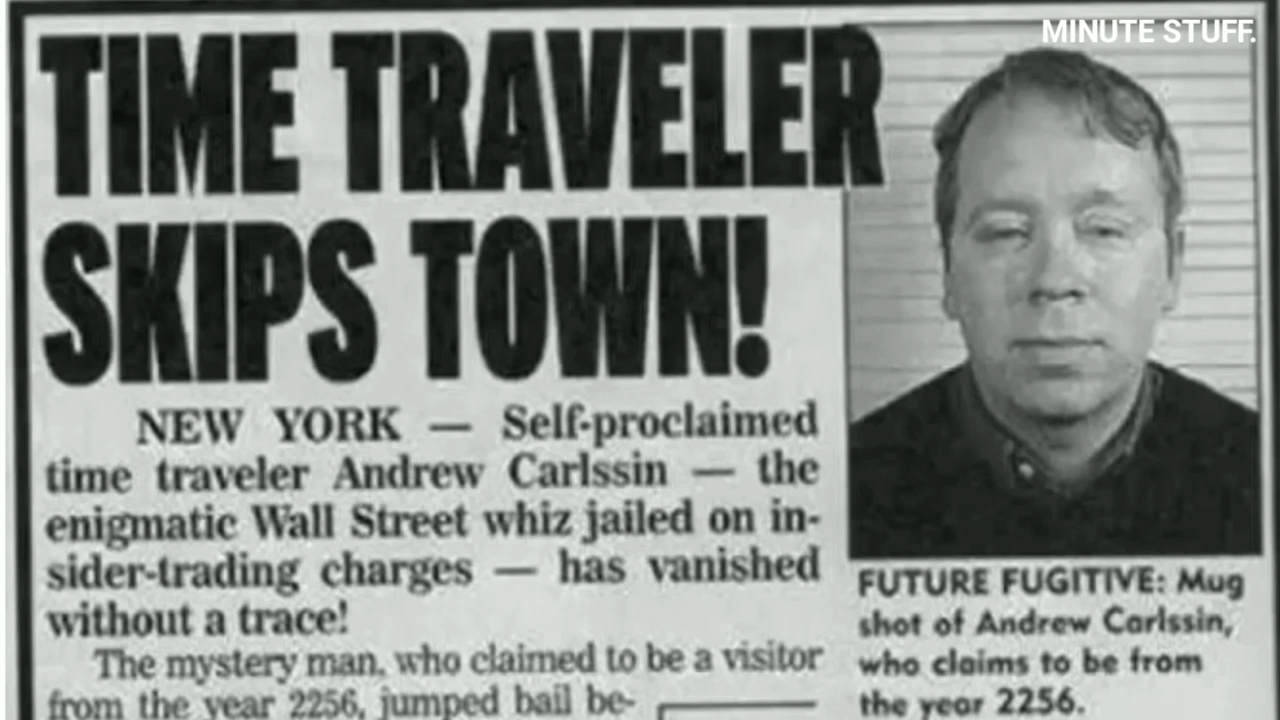 MINUTE STUFF.
TIME TRAVELER
SKIPS TOWN!
NEW YORK — Self-proclaimed
time traveler Andrew Carlssin — the
enigmatic Wall Street whiz jailed on in-
sider-trading charges — has vanished
without a trace!
The mystery man, who claimed to be a visitor
from the year 2256, jumped bail be-
FUTURE FUGITIVE: Mug
shot of Andrew Carlssin,
who claims to be from
the year 2256.